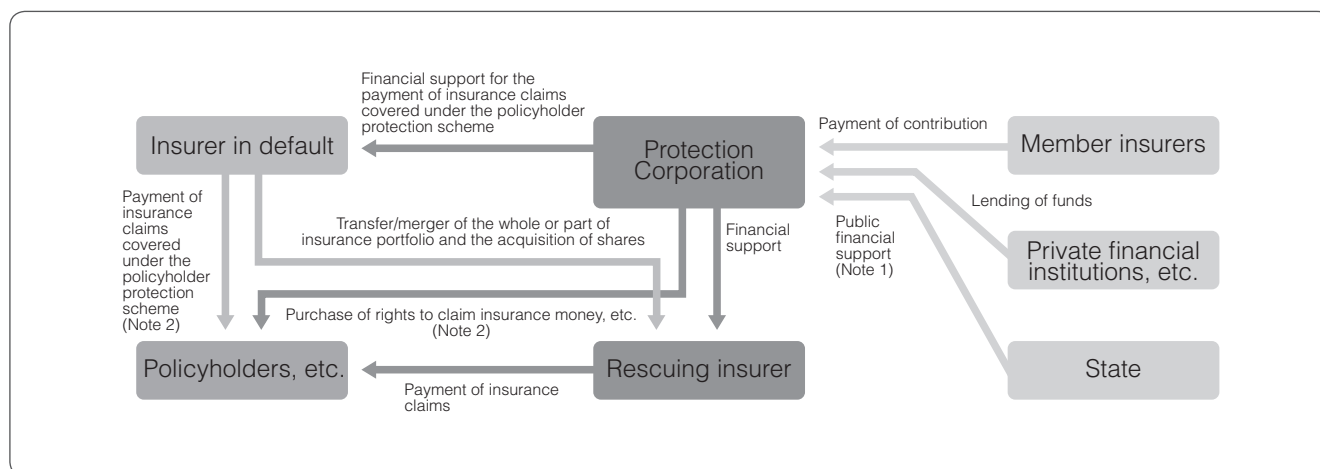 Financial support for the
payment of insurance claims
covered under the policyholder
protection scheme
Insurer in default
Protection
Corporation
Payment of contribution
Member insurers
Payment of
insurance
claims
covered
under the
policyholder
protection
scheme
(Note 2)
Transfer/merger of the whole or part of
insurance portfolio and the acquisition of shares
Financial
support
Public
financial
support
(Note 1)
Lending of funds
Private financial
institutions, etc.
Purchase of rights to claim insurance money, etc.
(Note 2)
Policyholders, etc.
Payment of insurance
claims
Rescuing insurer
State